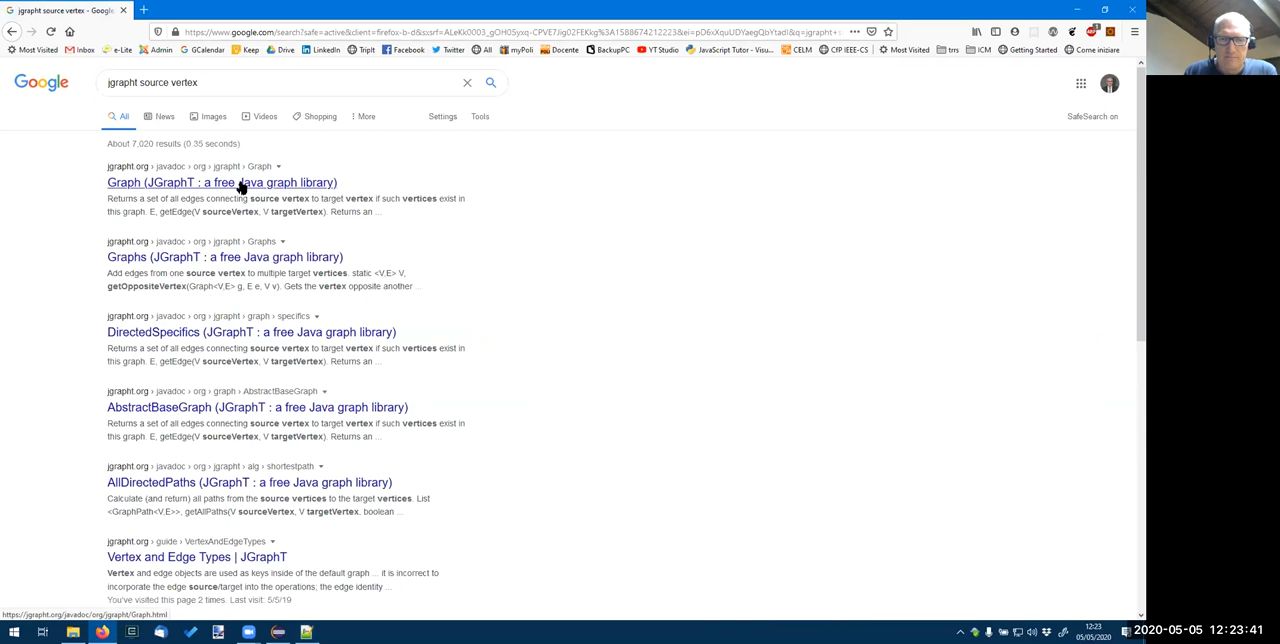 jgrapht source vertex - Google
https://www.google.com/search?safe=active&client=firefox-b-d&sxsrf=
Most Visited Inbox e-Lite Admin GCalendar Keep Drive LinkedIn TripIt Facebook Twitter All myPoli Docente BackupPC YT Studio JavaScript Tutor - Visu... CELM CfP IEEE-CS Most Visited trrs ICM Getting Started Corne iniziare
Google
jgrapht source vertex
All News Images Videos Shopping More Settings Tools SafeSearch on
About 7,020 results (0.35 seconds)
jgrapht.org › javadoc › org › jgrapht › Graph
Graph (JGraphT : a free Java graph library)
Returns a set of all edges connecting source vertex to target vertex if such vertices exist in
this graph. E, getEdge(V sourceVertex, V targetVertex). Returns an ...
jgrapht.org › javadoc › org › jgrapht › Graphs
Graphs (JGraphT : a free Java graph library)
Add edges from one source vertex to multiple target vertices. static <V,E> V,
getOppositeVertex(Graph<V,E> g, E e, V v). Gets the vertex opposite another ...
jgrapht.org › javadoc › org › jgrapht › graph › specifics
DirectedSpecifics (JGraphT : a free Java graph library)
Returns a set of all edges connecting source vertex to target vertex if such vertices exist in
this graph. E, getEdge(V sourceVertex, V targetVertex). Returns an ...
jgrapht.org › javadoc › org › graph › AbstractBaseGraph
AbstractBaseGraph (JGraphT : a free Java graph library)
Returns a set of all edges connecting source vertex to target vertex if such vertices exist in
this graph. E, getEdge(V sourceVertex, V targetVertex). Returns an ...
jgrapht.org › javadoc › org › jgrapht › alg › shortestpath
AllDirectedPaths (JGraphT : a free Java graph library)
Calculate (and return) all paths from the source vertices to the target vertices. List
<GraphPath<V,E>>, getAllPaths(V sourceVertex, V targetVertex, boolean ...
jgrapht.org › guide › VertexAndEdgeTypes
Vertex and Edge Types | JGraphT
Vertex and edge objects are used as keys inside of the default graph ... it is incorrect to
incorporate the edge source/target into the operations; the edge identity ...
You've visited this page 2 times. Last visit: 5/5/19
https://jgrapht.org/javadoc/org/jgrapht/Graph.html
12:23
05/05/2020
2020-05-05 12:23:41